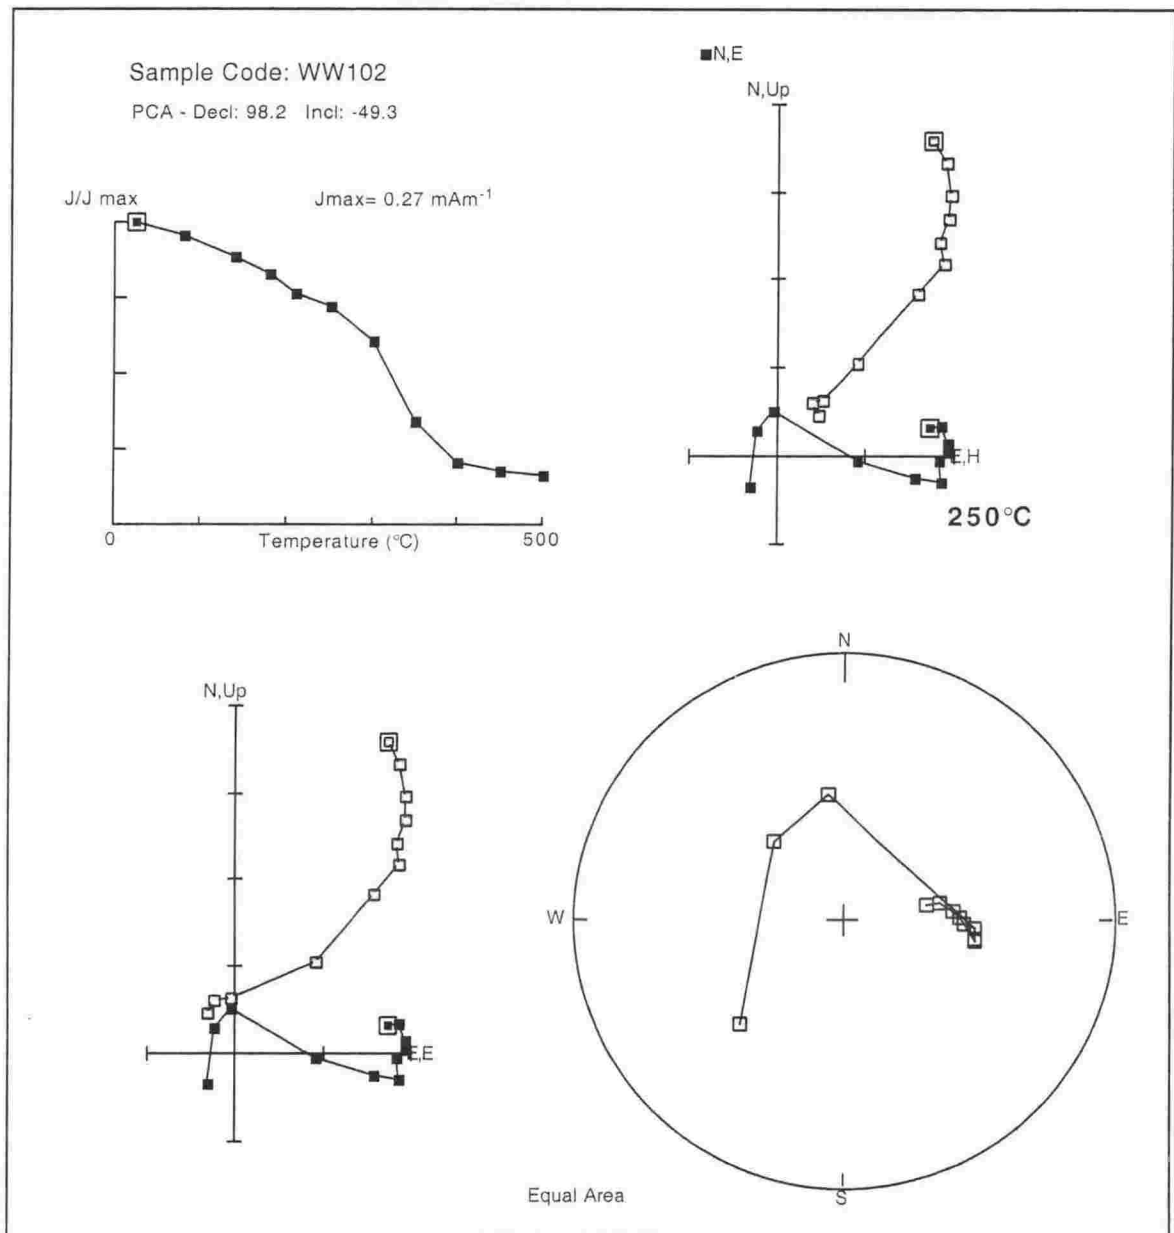 Sample Code: WW102
PCA - Decl: 98.2 Incl: -49.3
J/J max
Jmax= 0.27 mAm⁻¹
0
Temperature (°C)
500
■N,E
N,Up
E,H
250°C
N,Up
E,E
N
W
E
S
Equal Area